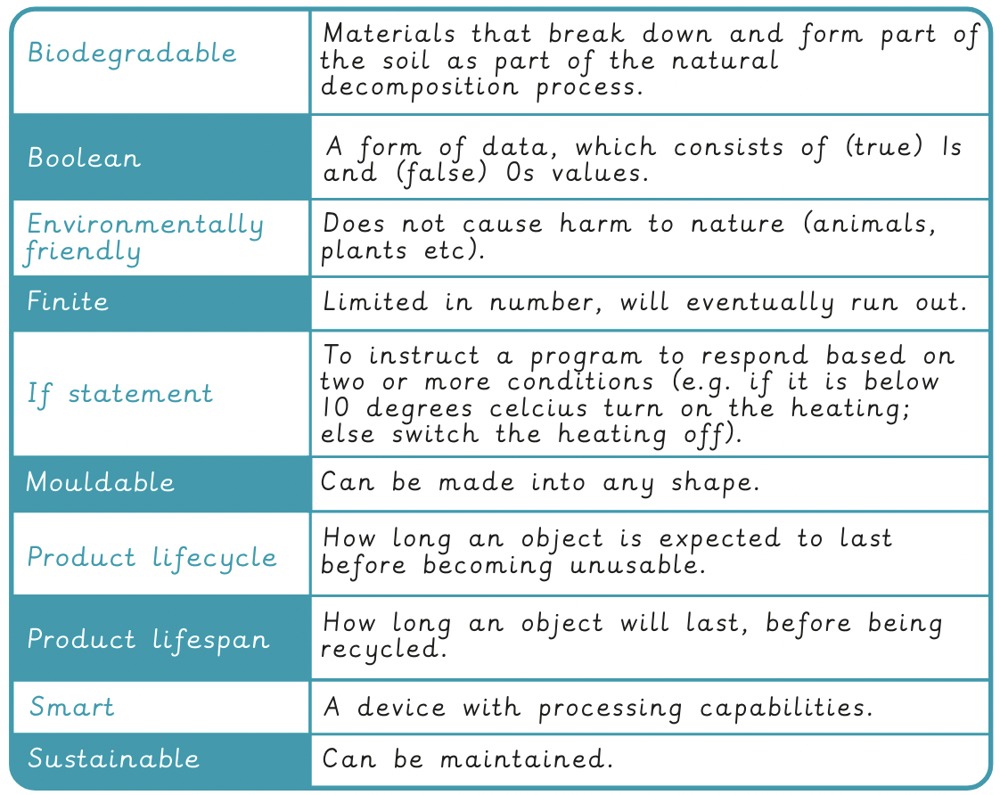 Biodegradable
Materials that break down and form part of
the soil as part of the natural
decomposition process.
Boolean
A form of data, which consists of (true) 1s
and (false) 0s values.
Environmentally
friendly
Does not cause harm to nature (animals,
plants etc).
Finite
Limited in number, will eventually run out.
If statement
To instruct a program to respond based on
two or more conditions (e.g. if it is below
10 degrees celcius turn on the heating;
else switch the heating off).
Mouldable
Can be made into any shape.
Product lifecycle
How long an object is expected to last
before becoming unusable.
Product lifespan
How long an object will last, before being
recycled.
Smart
A device with processing capabilities.
Sustainable
Can be maintained.